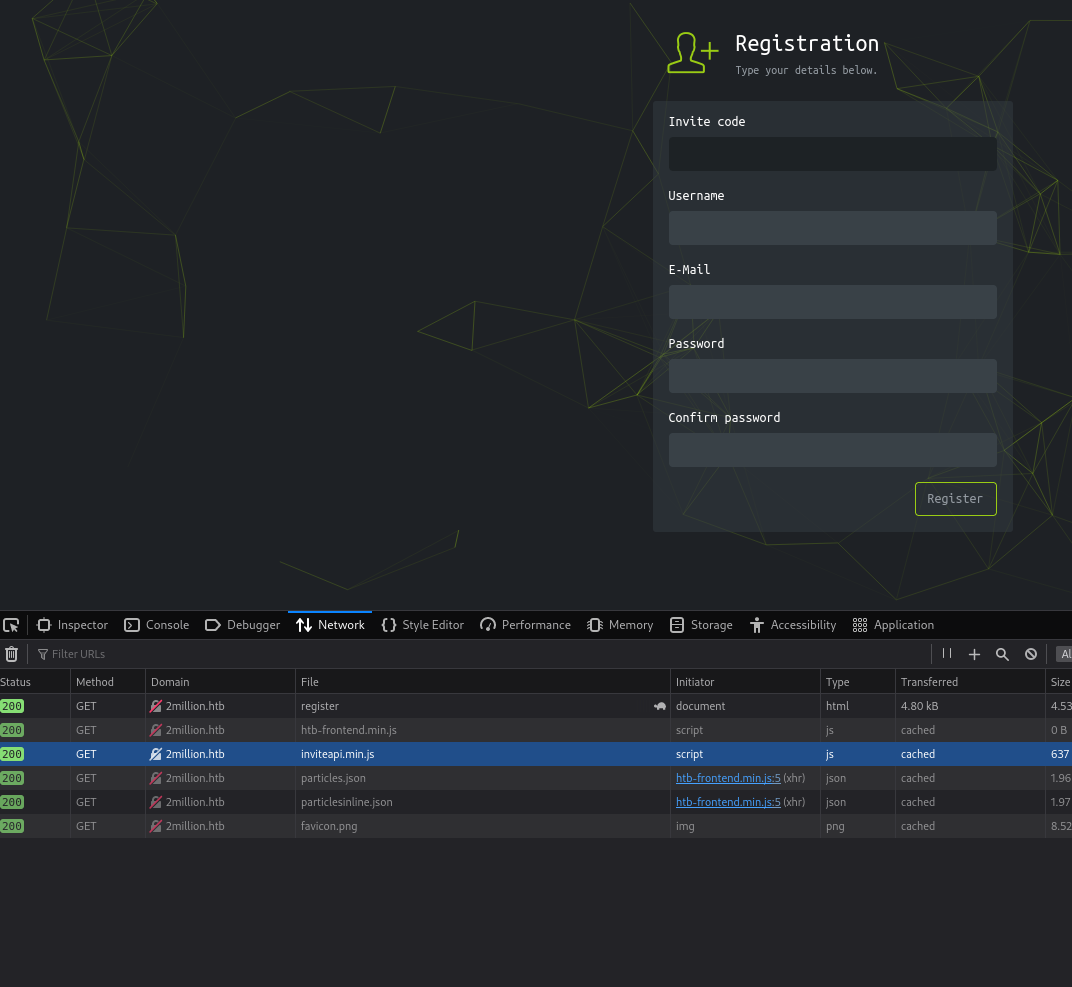 Registration
Type your details below.
Invite code
Username
E-Mail
Password
Confirm password
Register
Inspector Console Debugger Network Style Editor Performance Memory Storage Accessibility Application
Filter URLs Al
Status Method Domain File Initiator Type Transferred Size
200 GET 2million.htb register document html 4.80 kB 4.53
200 GET 2million.htb htb-frontend.min.js script js cached 0 B
200 GET 2million.htb inviteapi.min.js script js cached 637
200 GET 2million.htb particles.json htb-frontend.min.js:5 (xhr) json cached 1.96
200 GET 2million.htb particlesinline.json htb-frontend.min.js:5 (xhr) json cached 1.97
200 GET 2million.htb favicon.png img png cached 8.52